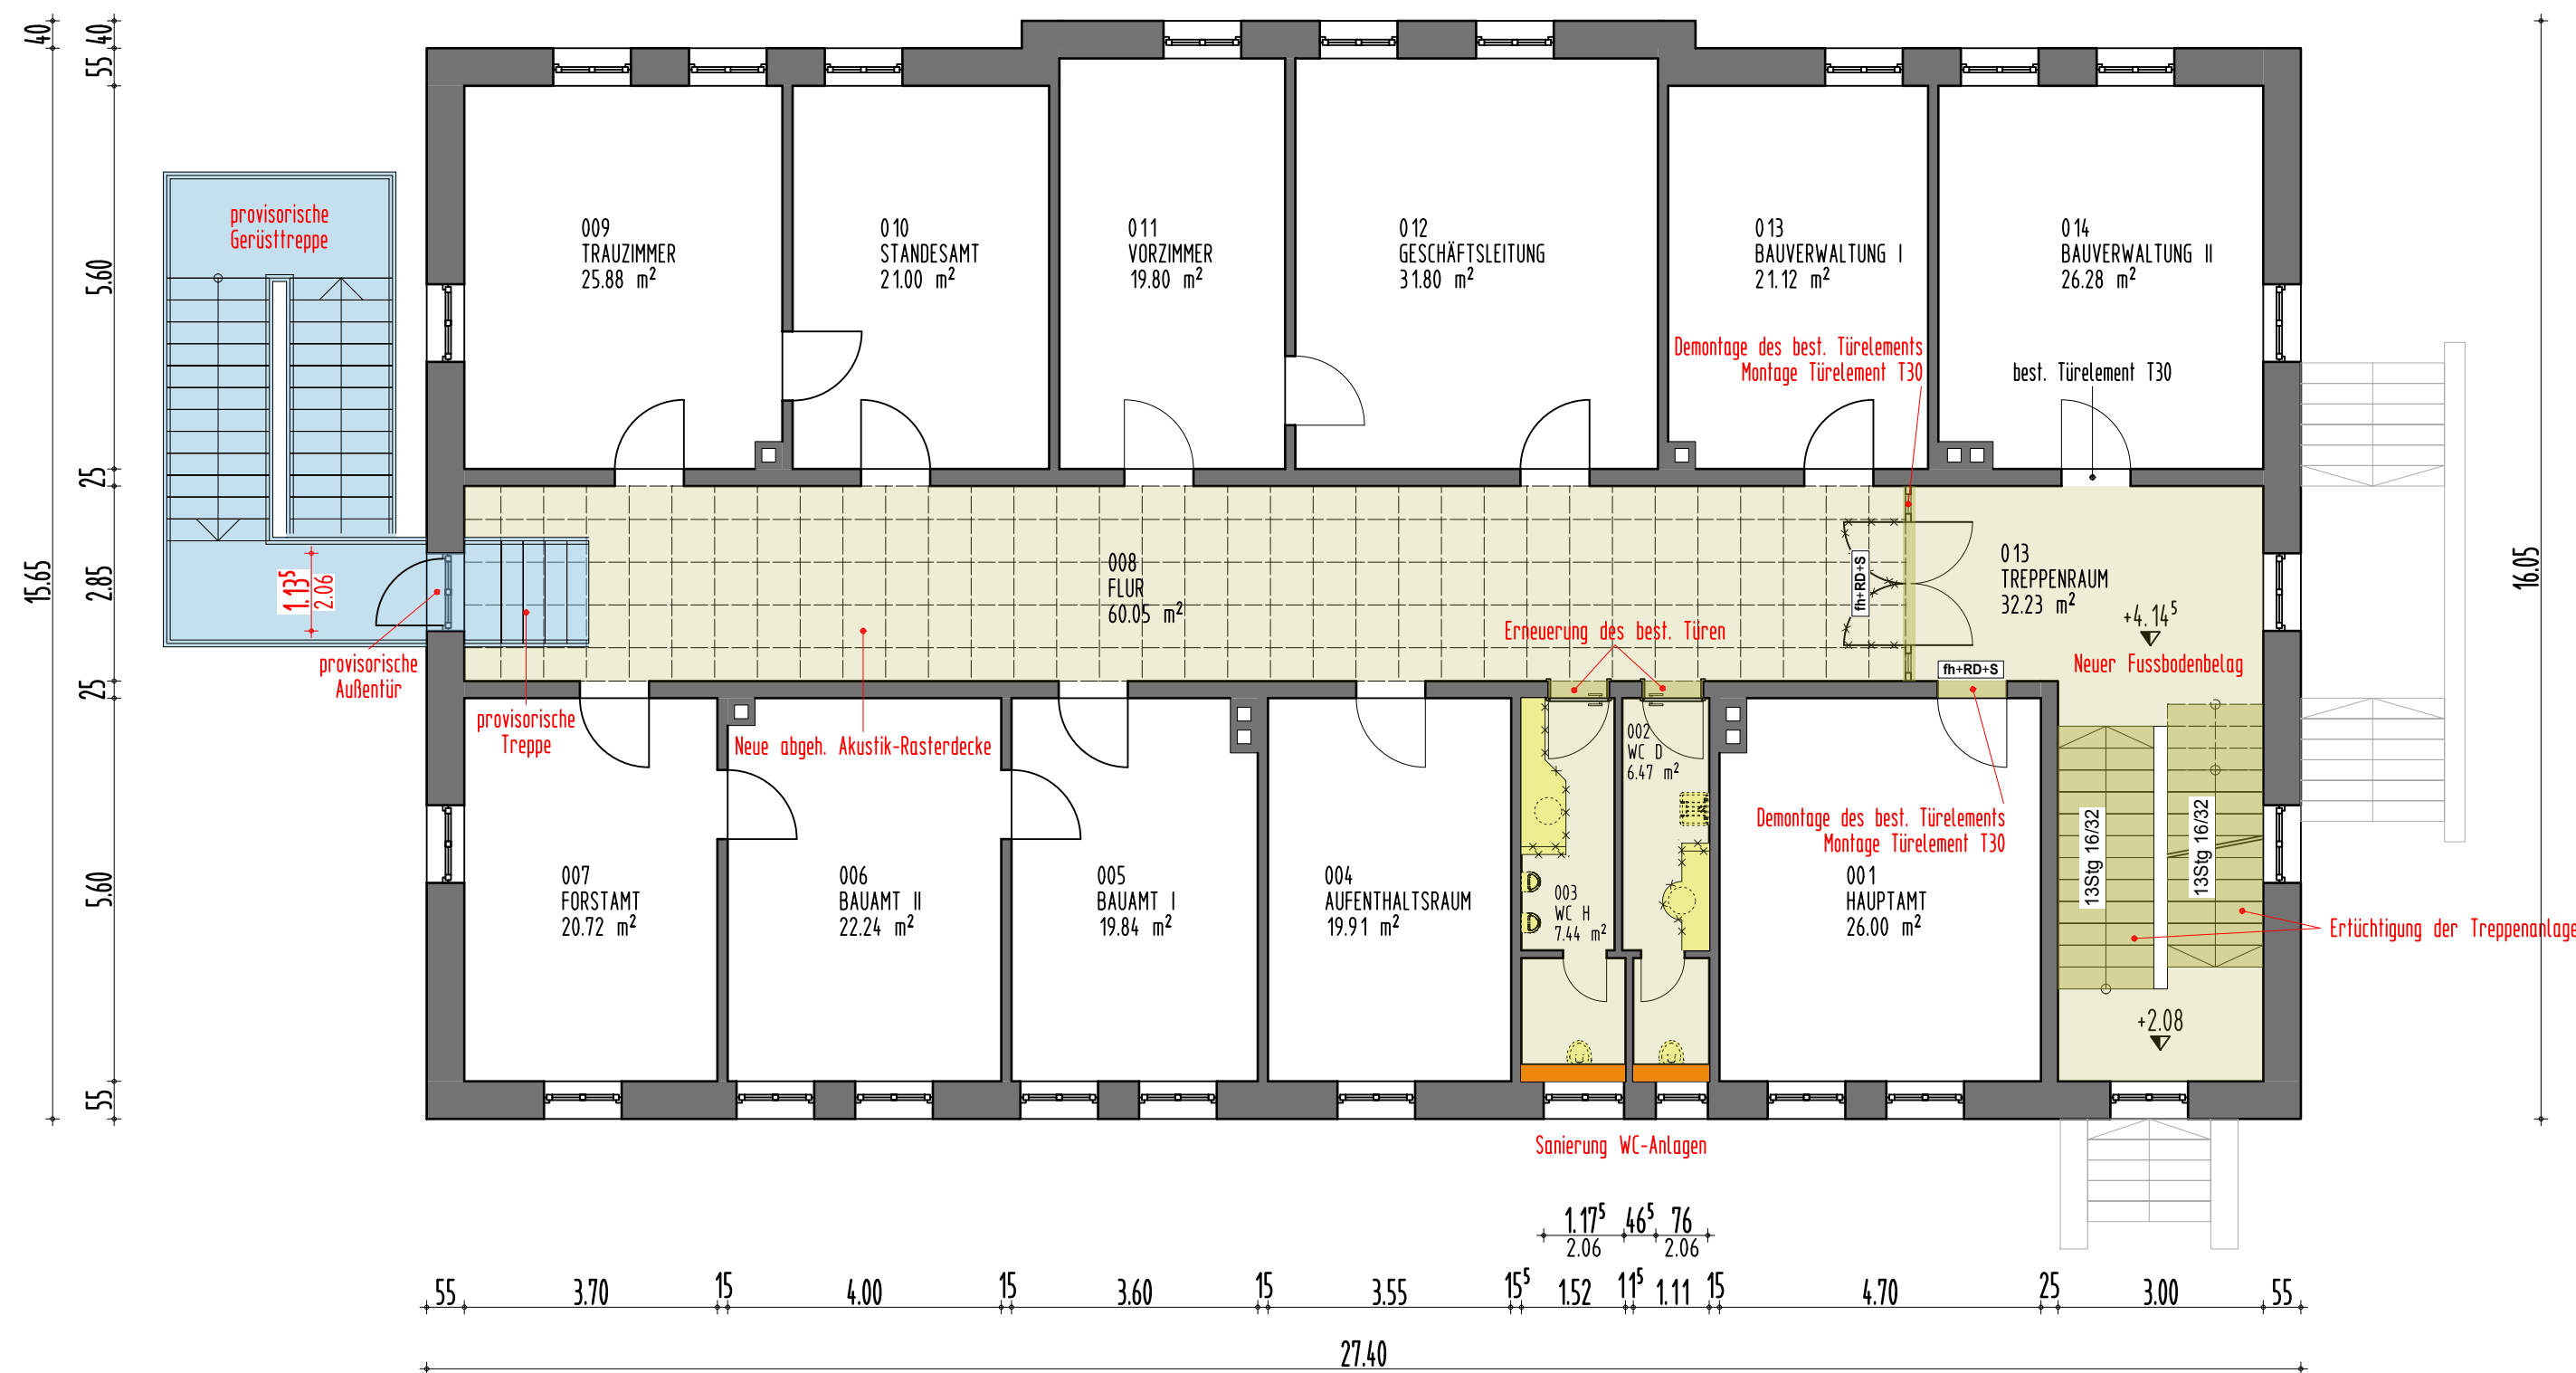 40
40
55
5.60
25
2.85
25
5.60
55
15.65
16.05
provisorische
Gerüsttreppe
009
TRAUZIMMER
25.88 m²
010
STANDESAMT
21.00 m²
011
VORZIMMER
19.80 m²
012
GESCHÄFTSLEITUNG
31.80 m²
013
BAUVERWALTUNG I
21.12 m²
014
BAUVERWALTUNG II
26.28 m²
Demontage des best. Türelements
Montage Türelement T30
best. Türelement T30
1.13⁵
2.06
008
FLUR
60.05 m²
fh+RD+S
013
TREPPENRAUM
32.23 m²
+4.14⁵
Erneuerung des best. Türen
Neuer Fussbodenbelag
fh+RD+S
provisorische
Außentür
provisorische
Treppe
Neue abgeh. Akustik-Rasterdecke
002
WC D
6.47 m²
Demontage des best. Türelements
Montage Türelement T30
13Stg 16/32
13Stg 16/32
007
FORSTAMT
20.72 m²
006
BAUAMT II
22.24 m²
005
BAUAMT I
19.84 m²
004
AUFENTHALTSRAUM
19.91 m²
003
WC H
7.44 m²
001
HAUPTAMT
26.00 m²
Ertüchtigung der Treppenanlage
+2.08
Sanierung WC-Anlagen
1.17⁵ 46⁵ 76
2.06 2.06
55 3.70 15 4.00 15 3.60 15 3.55 15⁵ 1.52 11⁵ 1.11 15 4.70 25 3.00 55
27.40